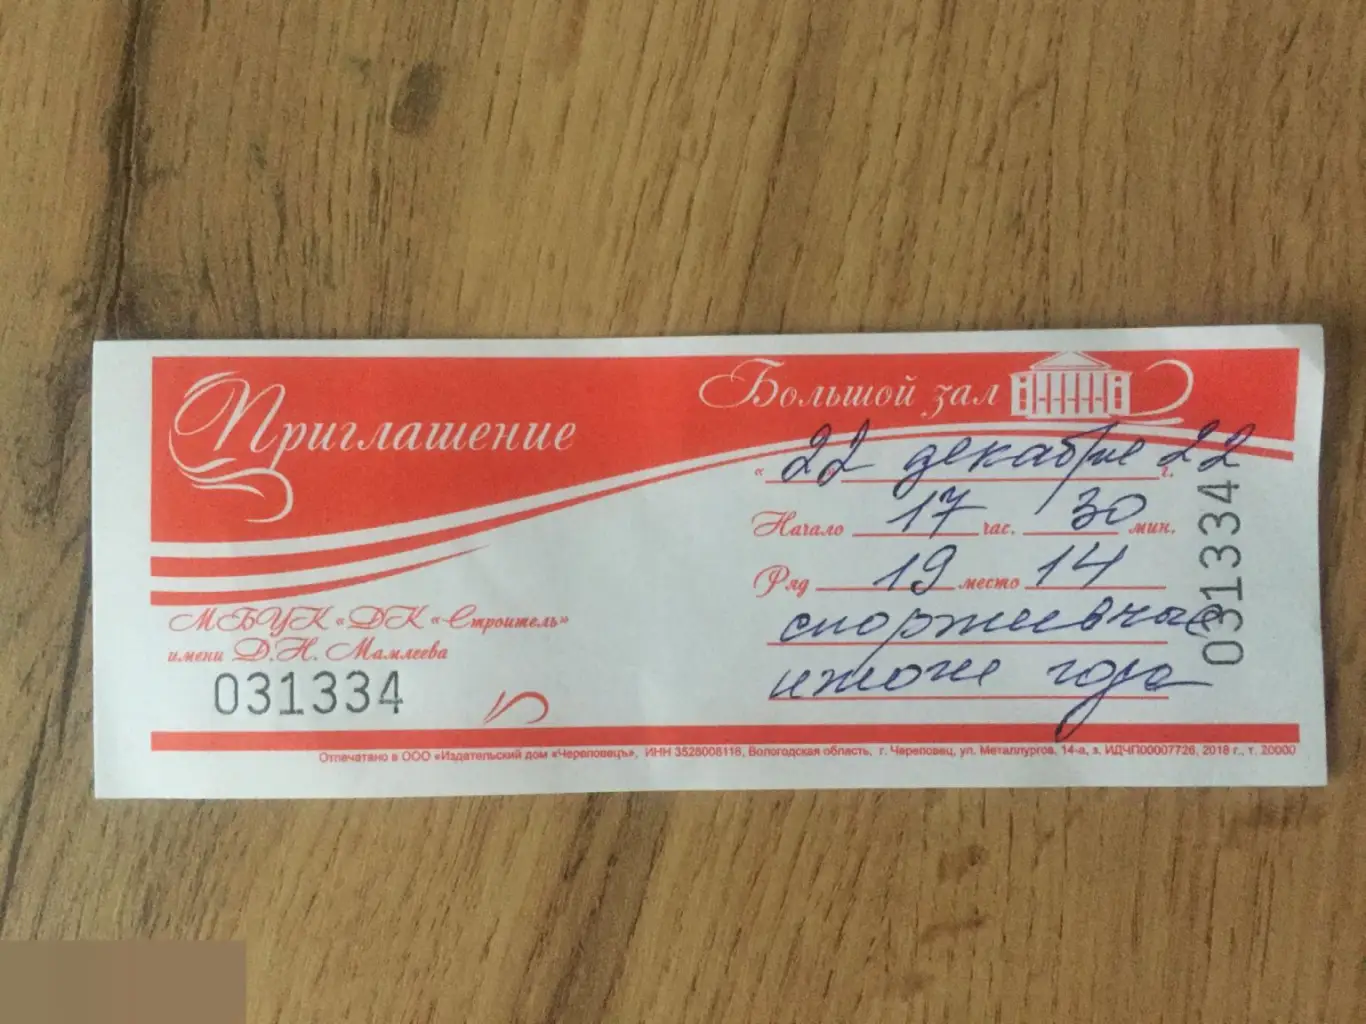 Приглашение
Большой зал
« 22 » декабря 22 г.
Начало 17 час. 30 мин.
Ряд 19 место 14
спортивные
итоги года
031334
МБУК «ДК «Строитель»
имени Д.Н. Мамлеева
031334
Отпечатано в ООО «Издательский дом «Череповецъ», ИНН 3528008116, Вологодская область, г. Череповец, ул. Металлургов, 14-а, з. ИДЧП00007726, 2018 г., т. 20000